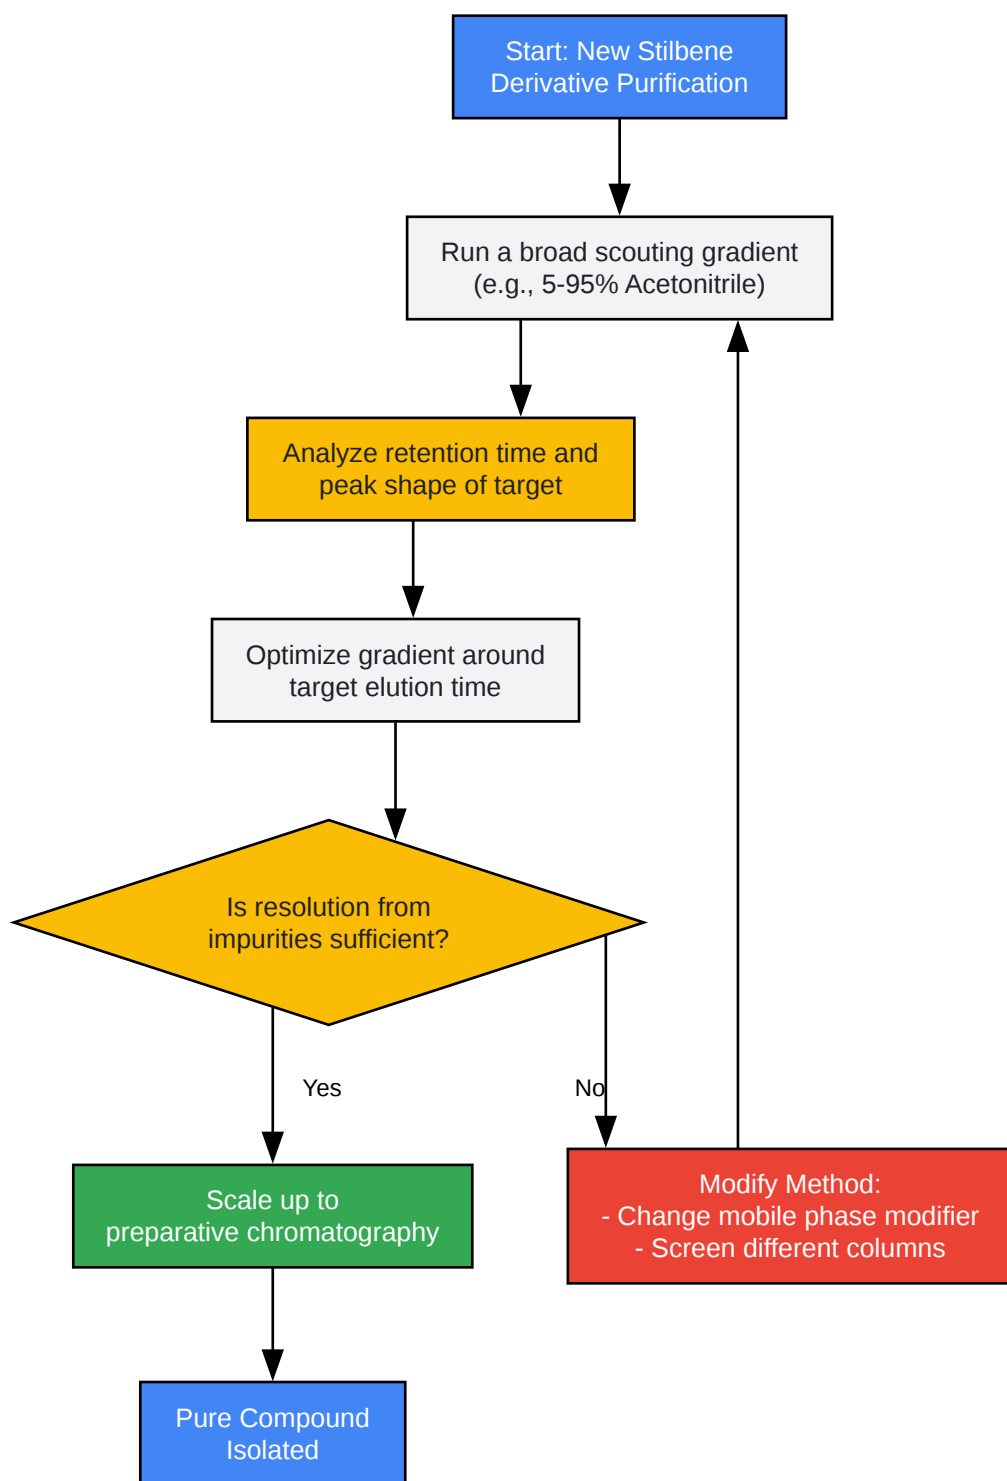 Start: New Stilbene
Derivative Purification
Run a broad scouting gradient
(e.g., 5-95% Acetonitrile)
Analyze retention time and
peak shape of target
Optimize gradient around
target elution time
Is resolution from
impurities sufficient?
Yes
No
Scale up to
preparative chromatography
Modify Method:
- Change mobile phase modifier
- Screen different columns
Pure Compound
Isolated